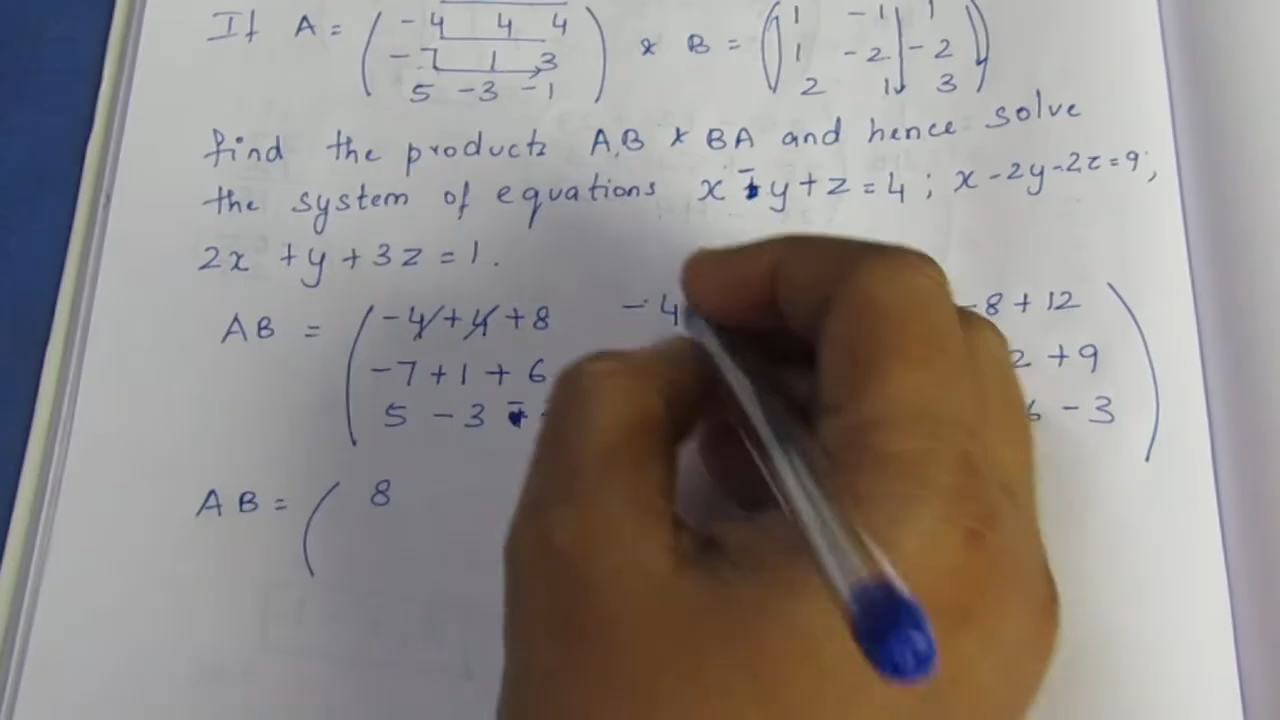 If A = ( -4 4 4 ) & B = ( 1 -1 1 )
-7 1 3 1 -2 -2
5 -3 -1 2 1 3
find the products AB & BA and hence solve
the system of equations x - y + z = 4 ; x - 2y - 2z = 9 ;
2x + y + 3z = 1 .
AB = ( -4 + 4 + 8 -4 -8 + 12 )
-7 + 1 + 6 2 + 9
5 - 3 - 6 - 3
AB = ( 8